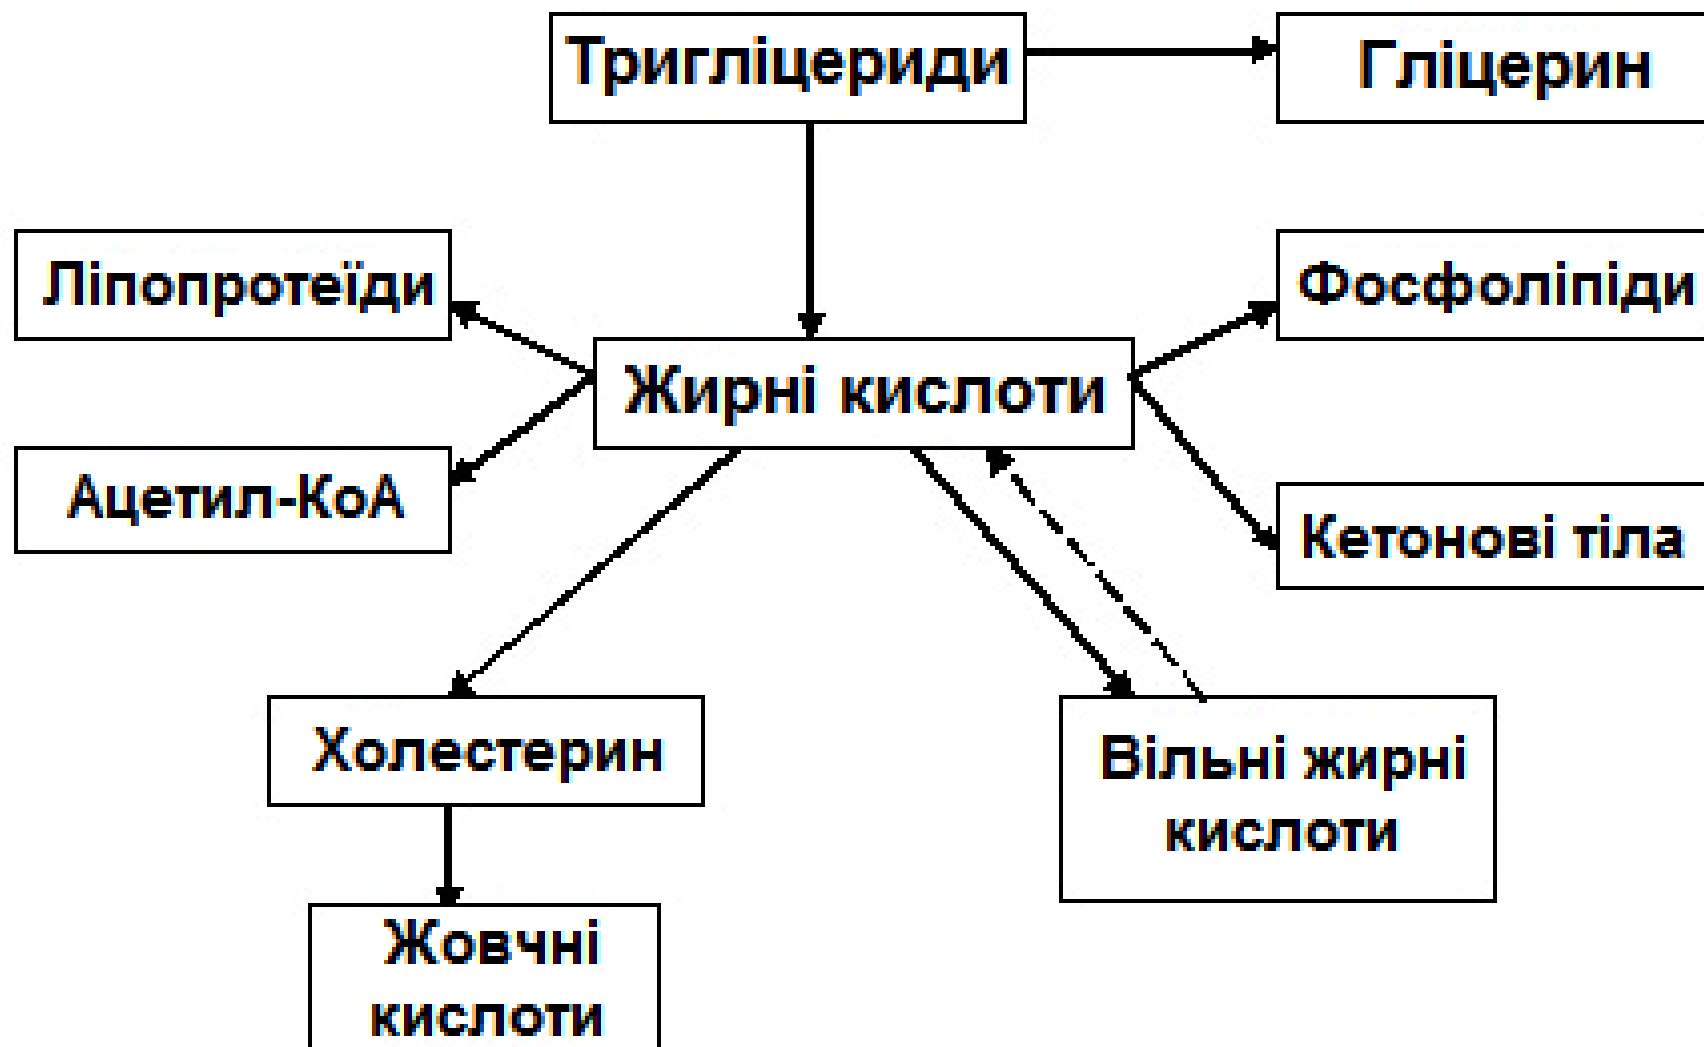 Тригліцериди
Гліцерин
Ліпопротеїди
Фосфоліпіди
Жирні кислоти
Ацетил-КоА
Кетонові тіла
Холестерин
Вільні жирні
кислоти
Жовчні
кислоти